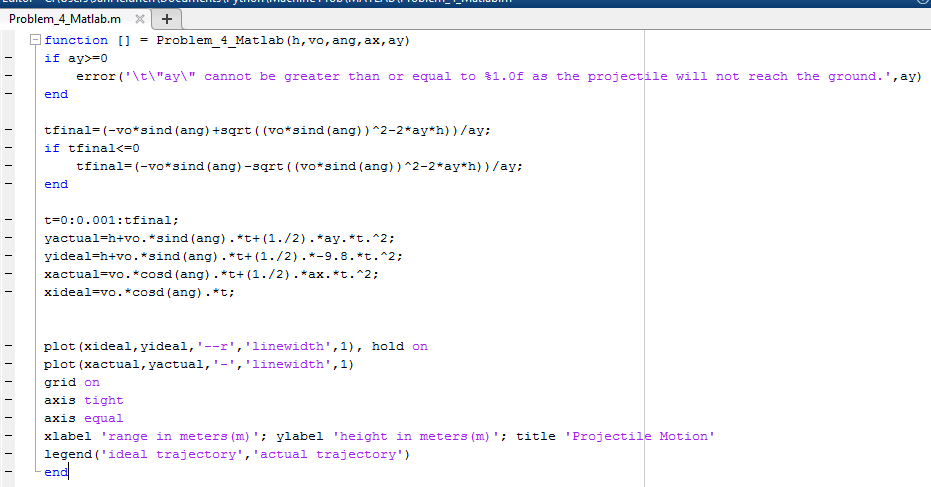 Problem_4_Matlab.m
function [] = Problem_4_Matlab(h,vo,ang,ax,ay)
if ay>=0
error('\t\"ay\" cannot be greater than or equal to %1.0f as the projectile will not reach the ground.',ay)
end
tfinal=(-vo*sind(ang)+sqrt((vo*sind(ang))^2-2*ay*h))/ay;
if tfinal<=0
tfinal=(-vo*sind(ang)-sqrt((vo*sind(ang))^2-2*ay*h))/ay;
end
t=0:0.001:tfinal;
yactual=h+vo.*sind(ang).*t+(1./2).*ay.*t.^2;
yideal=h+vo.*sind(ang).*t+(1./2).*-9.8.*t.^2;
xactual=vo.*cosd(ang).*t+(1./2).*ax.*t.^2;
xideal=vo.*cosd(ang).*t;
plot(xideal,yideal,'--r','linewidth',1), hold on
plot(xactual,yactual,'-','linewidth',1)
grid on
axis tight
axis equal
xlabel 'range in meters(m)'; ylabel 'height in meters(m)'; title 'Projectile Motion'
legend('ideal trajectory','actual trajectory')
end